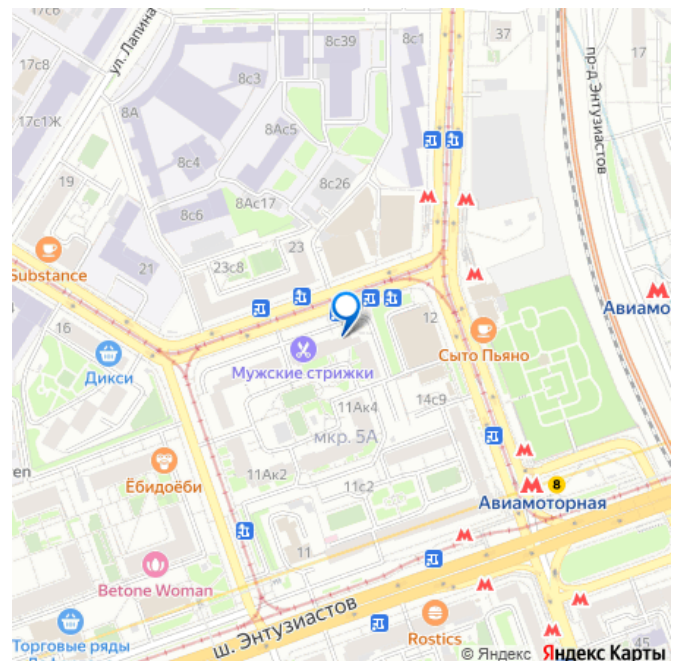 17с6
ул. Лапина
8с39
8с1
37
17с8
8с3
пр-д Энтузиастов
17
17с1Ж
8А
8Ас5
8с4
19
8с26
8Ас17
8с6
Substance
21
23
23с8
Авиамо
16
12
Сыто Пьяно
Дикси
Мужские стрижки
11Ак4
14с9
мкр. 5А
en
Ёбидоёби
11Ак2
11с2
8
Авиамоторная
11
Betone Woman
ш. Энтузиастов
Торговые ряды
Rostics
45
© Яндекс Яндекс Карты